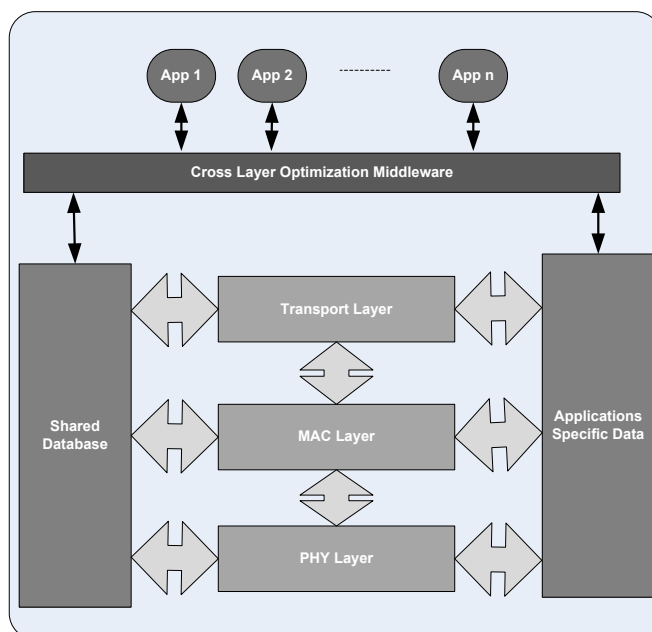 App 1
App 2
App n
Cross Layer Optimization Middleware
Transport Layer
Shared
Database
MAC Layer
Applications
Specific Data
PHY Layer